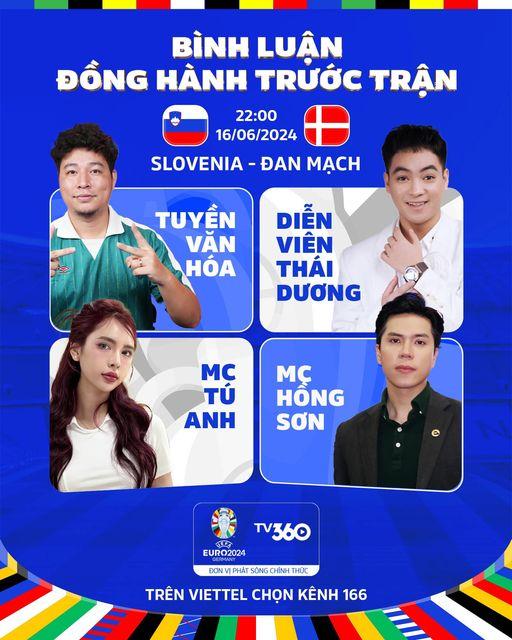 BÌNH LUẬN
ĐỒNG HÀNH TRƯỚC TRẬN
22:00
16/06/2024
SLOVENIA - ĐAN MẠCH
TUYỀN
VĂN
HÓA
DIỄN
VIÊN
THÁI
DƯƠNG
MC
TÚ
ANH
MC
HỒNG
SƠN
UEFA
EURO2024
GERMANY
TV360
ĐƠN VỊ PHÁT SÓNG CHÍNH THỨC
TRÊN VIETTEL CHỌN KÊNH 166